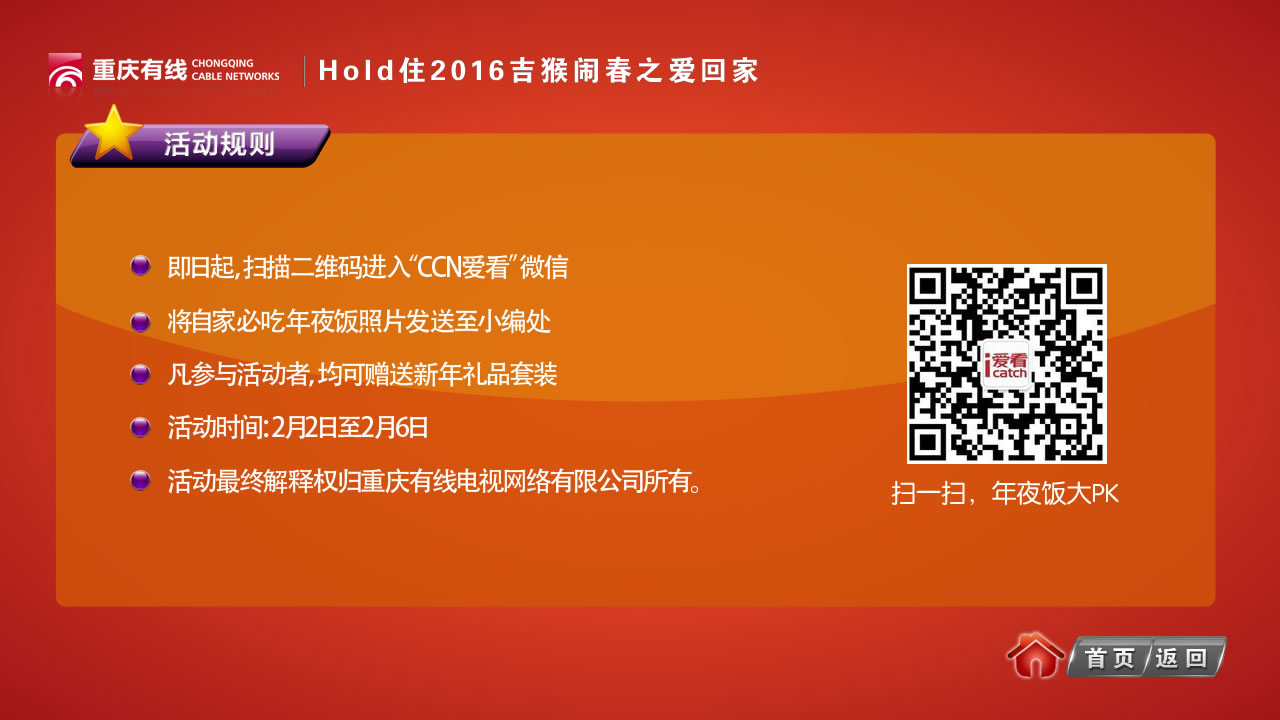 重庆有线 CHONGQING CABLE NETWORKS
Hold住2016吉猴闹春之爱回家
活动规则
即日起,扫描二维码进入“CCN爱看”微信
将自家必吃年夜饭照片发送至小编处
凡参与活动者,均可赠送新年礼品套装
活动时间:2月2日至2月6日
活动最终解释权归重庆有线电视网络有限公司所有。
i爱看
catch
扫一扫，年夜饭大PK
首页 返回